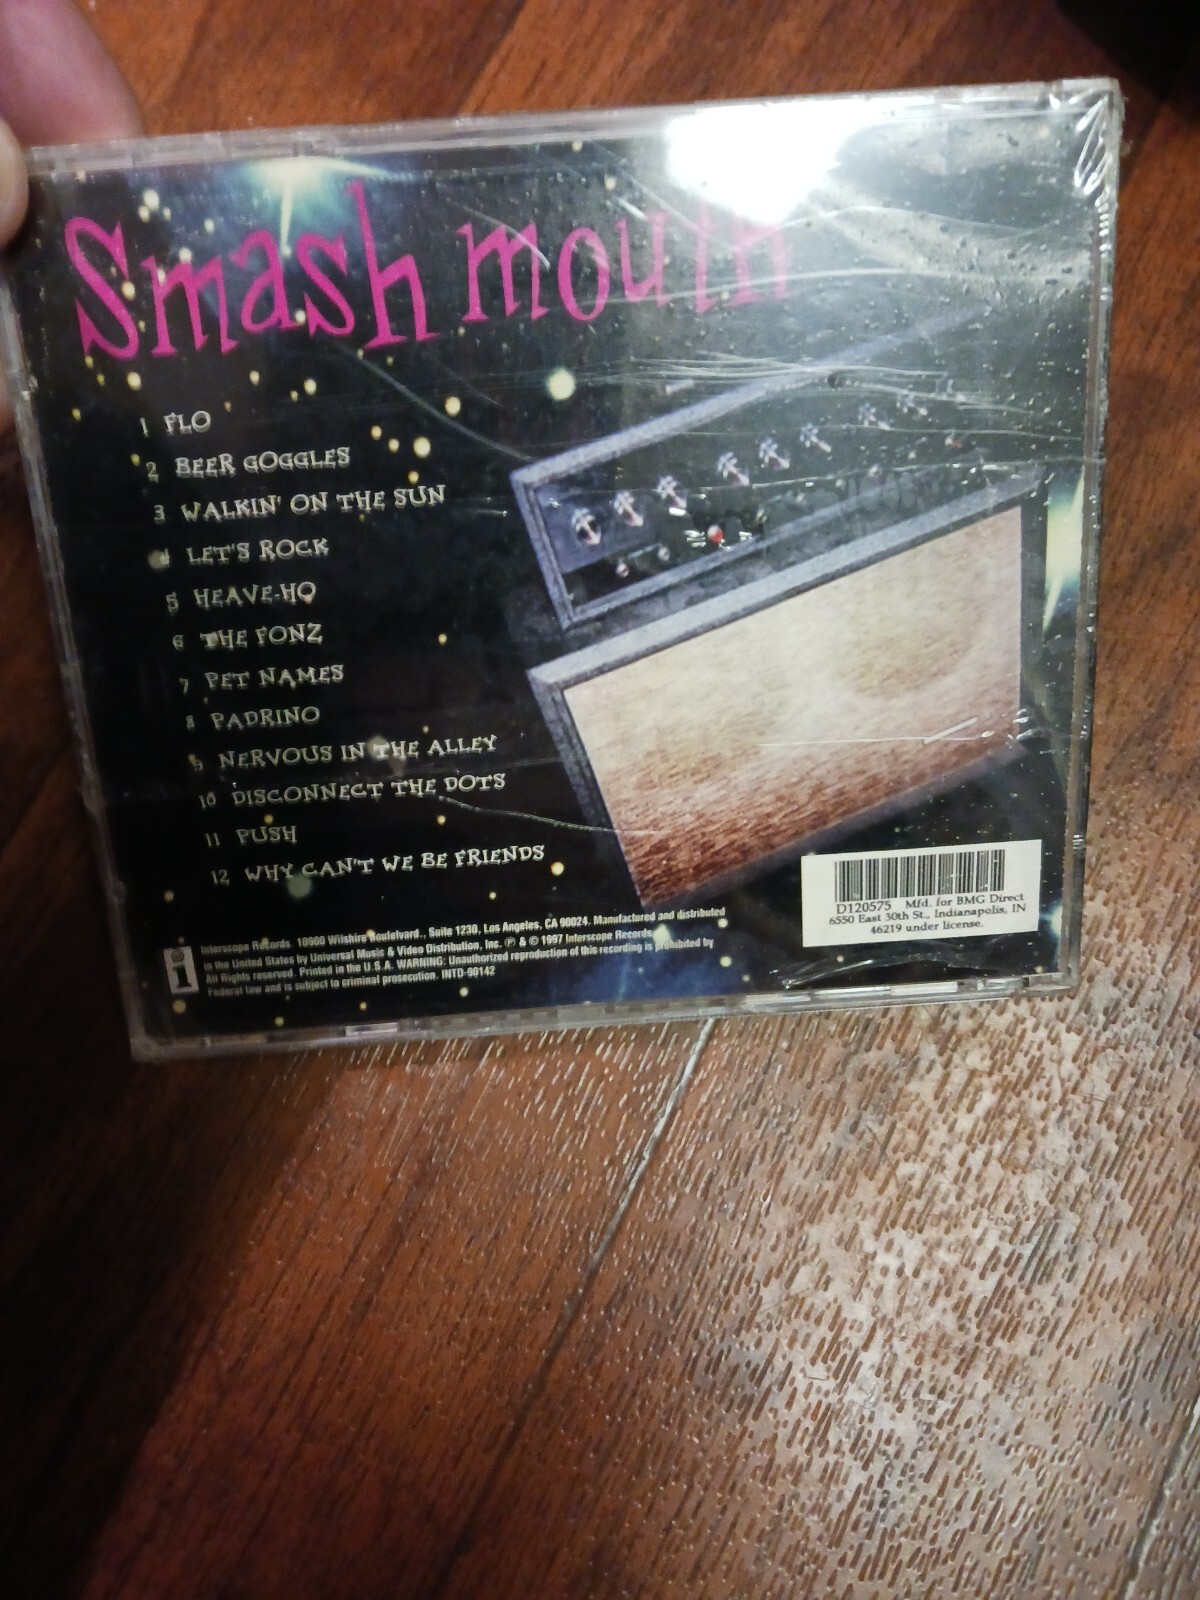 Smash mouth
1 FLO
2 BEER GOGGLES
3 WALKIN' ON THE SUN
4 LET'S ROCK
5 HEAVE-HO
6 THE FONZ
7 PET NAMES
8 PADRINO
9 NERVOUS IN THE ALLEY
10 DISCONNECT THE DOTS
11 PUSH
12 WHY CAN'T WE BE FRIENDS
Interscope Records 10900 Wilshire Boulelvard., Suite 1230, Los Angeles, CA 90024. Manufactured and distributed
in the United States by Universal Music & Video Distribution, Inc. ℗ & © 1997 Interscope Records.
All Rights reserved. Printed in the U.S.A. WARNING: Unauthorized reproduction of this recording is prohibited by
Federal law and is subject to criminal prosecution. INTD-90142
i
D120575 Mfd. for BMG Direct
6550 East 30th St., Indianapolis, IN
46219 under license.